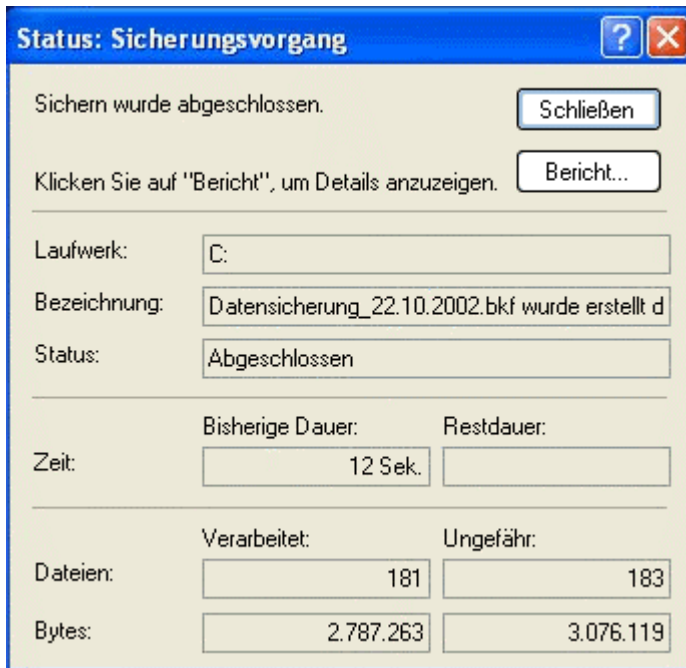 Status: Sicherungsvorgang
Sichern wurde abgeschlossen.
Schließen
Klicken Sie auf "Bericht", um Details anzuzeigen.
Bericht...
Laufwerk: C:
Bezeichnung: Datensicherung_22.10.2002.bkf wurde erstellt d
Status: Abgeschlossen
Bisherige Dauer: Restdauer:
Zeit: 12 Sek.
Verarbeitet: Ungefähr:
Dateien: 181 183
Bytes: 2.787.263 3.076.119